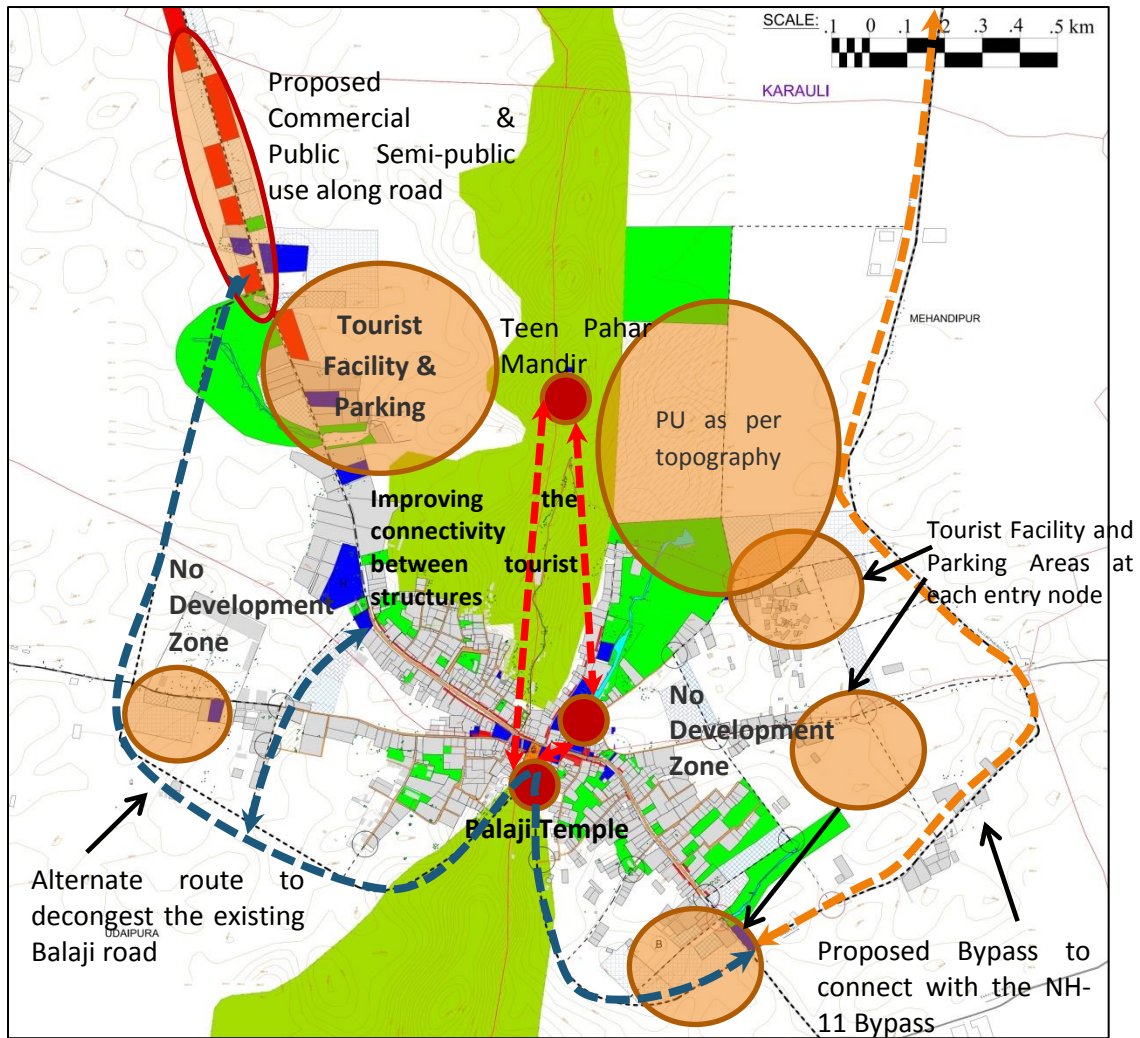 SCALE: .1 0 .1 .2 .3 .4 .5 km
KARAULI
Proposed
Commercial &
Public Semi-public
use along road
MEHANDIPUR
Tourist
Facility &
Parking
Teen Pahar
Mandir
PU as per
topography
Improving the
connectivity
between tourist
structures
Tourist Facility and
Parking Areas at
each entry node
No
Development
Zone
No
Development
Zone
Balaji Temple
Alternate route to
decongest the existing
Balaji road
UDAIPURA
B
Proposed Bypass to
connect with the NH-
11 Bypass